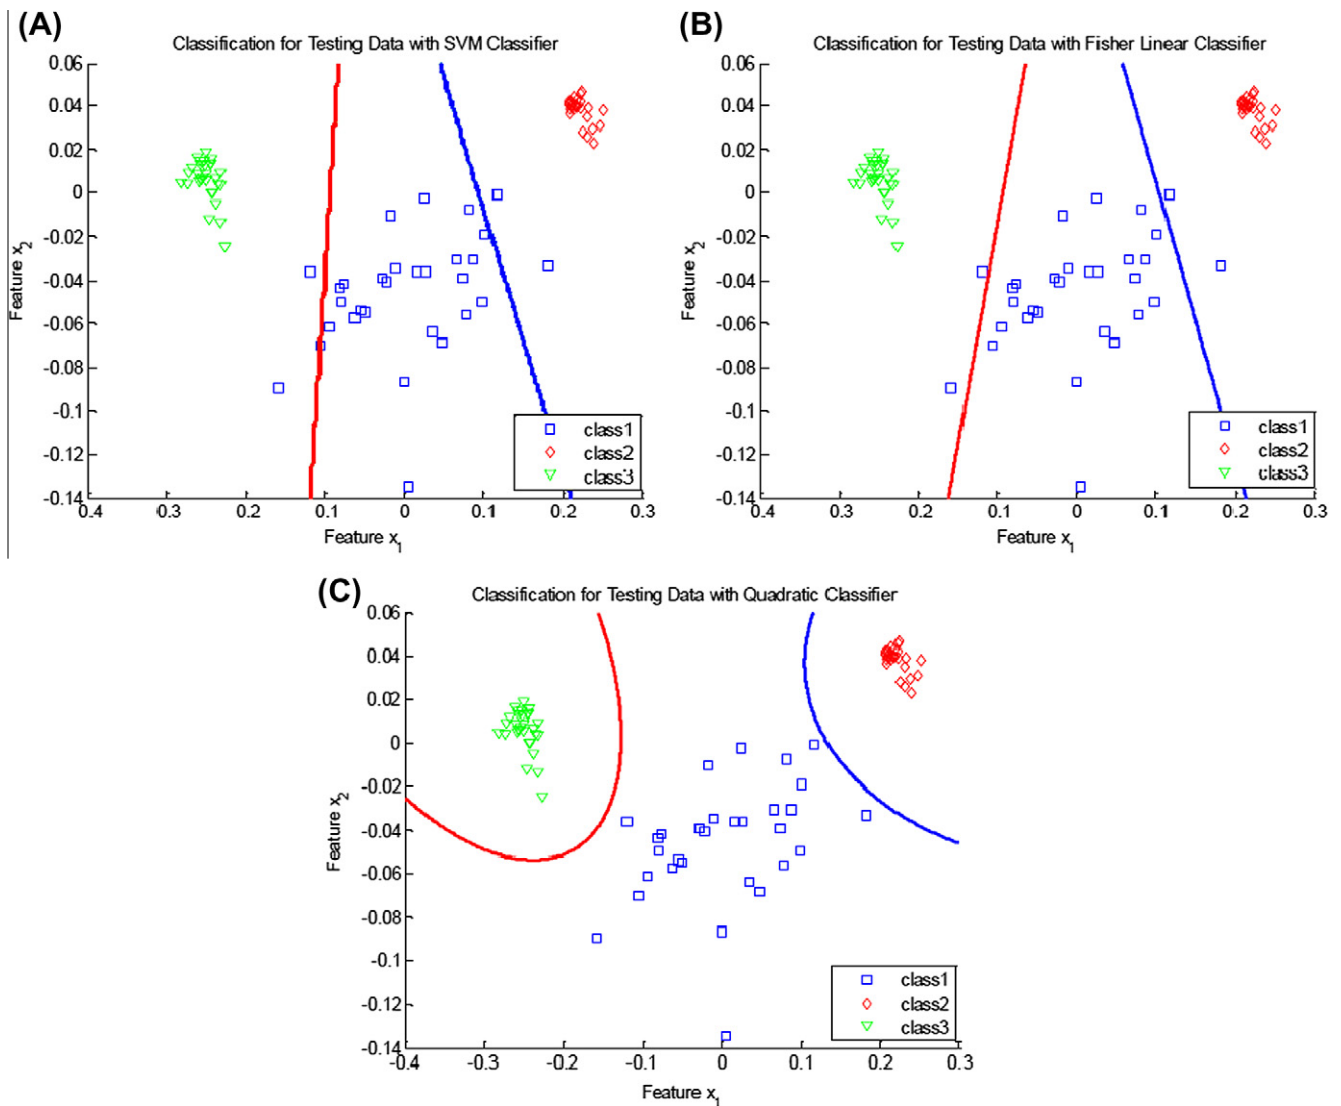 (A)
Classification for Testing Data with SVM Classifier
0.06
0.04
0.02
0
-0.02
-0.04
-0.06
-0.08
-0.1
-0.12
-0.14
Feature x2
0.4 0.3 0.2 0.1 0 0.1 0.2 0.3
Feature x1
class1
class2
class3
(B)
Classification for Testing Data with Fisher Linear Classifier
0.06
0.04
0.02
0
-0.02
-0.04
-0.06
-0.08
-0.1
-0.12
-0.14
Feature x2
0.4 0.3 0.2 0.1 0 0.1 0.2 0.3
Feature x1
class1
class2
class3
(C)
Classification for Testing Data with Quadratic Classifier
0.06
0.04
0.02
0
-0.02
-0.04
-0.06
-0.08
-0.1
-0.12
-0.14
Feature x2
-0.4 -0.3 -0.2 -0.1 0 0.1 0.2 0.3
Feature x1
class1
class2
class3